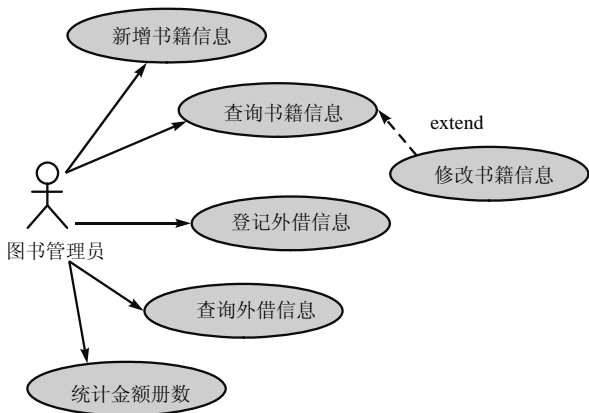 新增书籍信息
查询书籍信息
extend
修改书籍信息
登记外借信息
图书管理员
查询外借信息
统计金额册数